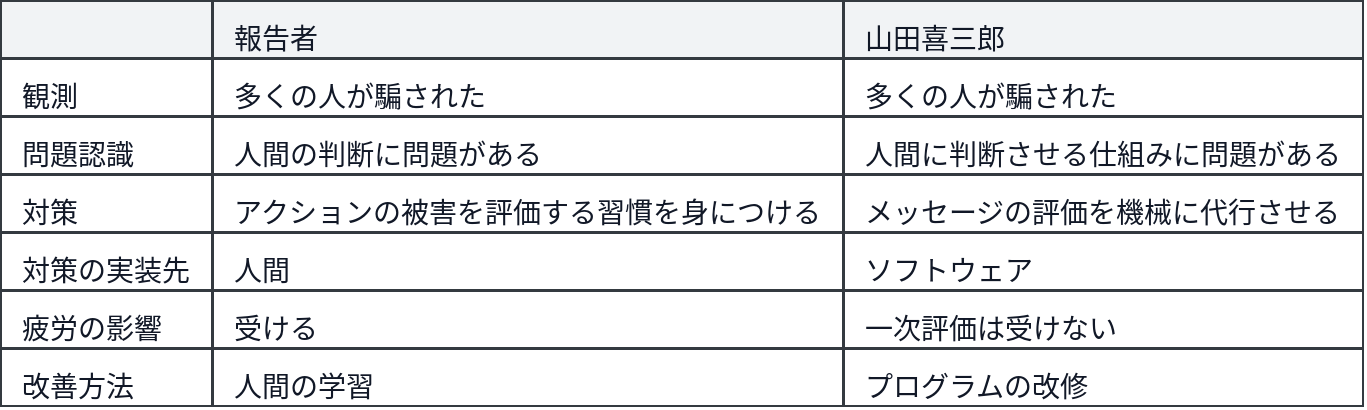 報告者 山田喜三郎
観測 多くの人が騙された 多くの人が騙された
問題認識 人間の判断に問題がある 人間に判断させる仕組みに問題がある
対策 アクションの被害を評価する習慣を身につける メッセージの評価を機械に代行させる
対策の実装先 人間 ソフトウェア
疲労の影響 受ける 一次評価は受けない
改善方法 人間の学習 プログラムの改修